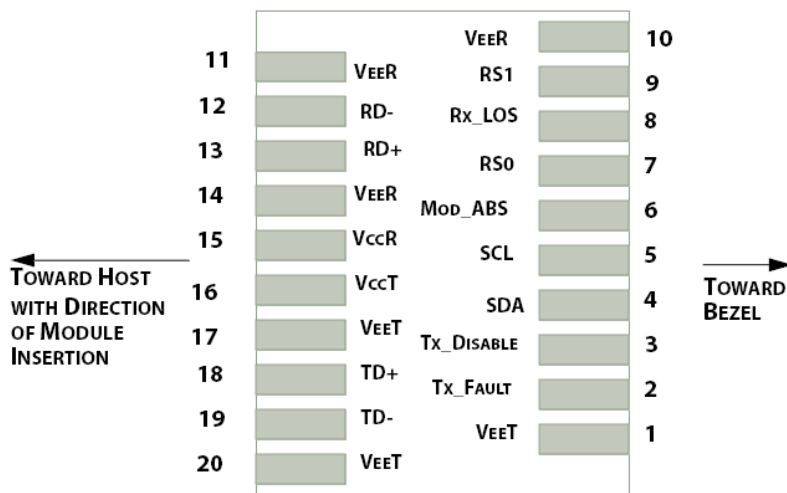 11 VEER
12 RD-
13 RD+
14 VEER
15 VccR
16 VccT
17 VEET
18 TD+
19 TD-
20 VEET
VEER 10
RS1 9
Rx_LOS 8
RS0 7
MOD_ABS 6
SCL 5
SDA 4
TX_DISABLE 3
TX_FAULT 2
VEET 1
TOWARD HOST
WITH DIRECTION
OF MODULE
INSERTION
TOWARD
BEZEL